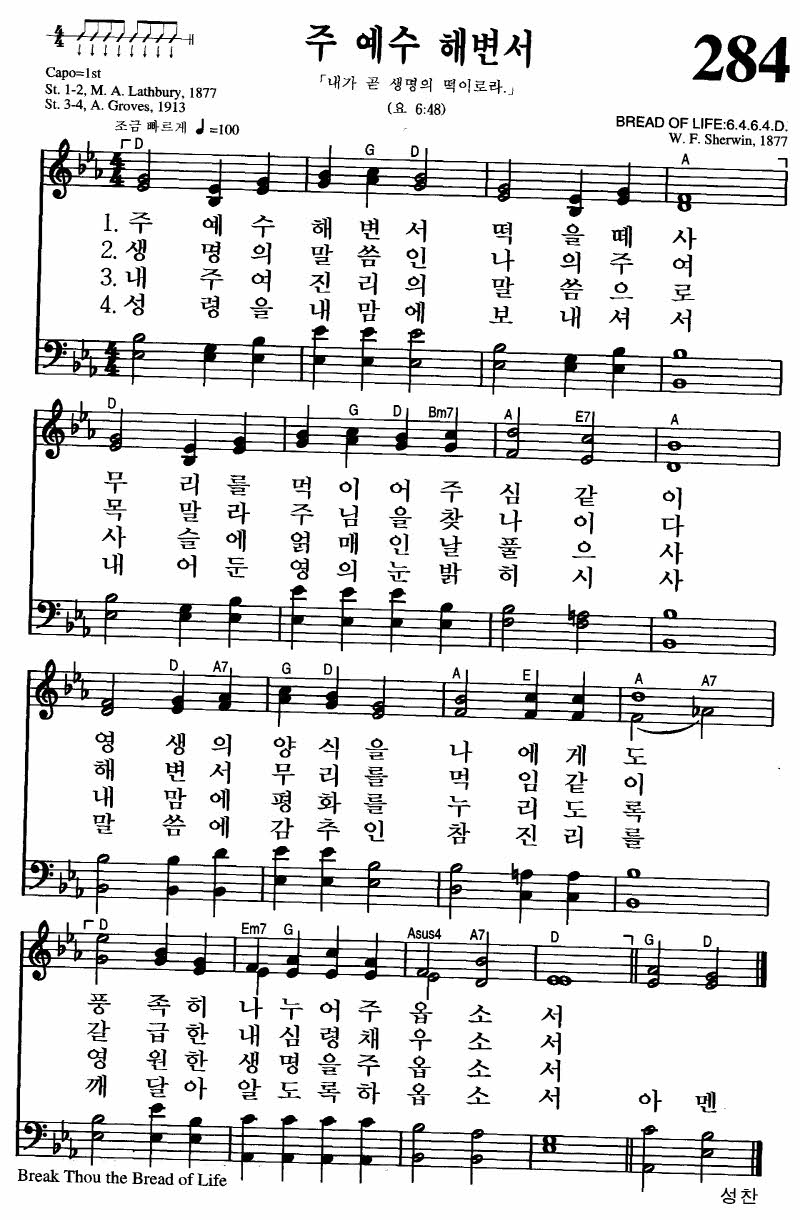 주 예수 해변서
284
「내가 곧 생명의 떡이로라.」
(요 6:48)
4/4
Capo=1st
St. 1-2, M. A. Lathbury, 1877
St. 3-4, A. Groves, 1913
조금 빠르게 ♩=100
BREAD OF LIFE:6.4.6.4.D.
W. F. Sherwin, 1877
D G D A
1. 주 예 수 해 변 서 떡 을 떼 사
2. 생 명 의 말 씀 인 나 의 주 여
3. 내 주 여 진 리 의 말 씀 으 로
4. 성 령 을 내 맘 에 보 내 셔 서
D G D Bm7 A E7 A
무 리 를 먹 이 어 주 심 같 이
목 말 라 주 님 을 찾 나 이 다
사 슬 에 얽 매 인 날 풀 으 사
내 어 둔 영 의 눈 밝 히 시 사
D A7 G D A E A A7
영 생 의 양 식 을 나 에 게 도
해 변 서 무 리 를 먹 임 같 이
내 맘 에 평 화 를 누 리 도 록
말 씀 에 감 추 인 참 진 리 를
D Em7 G Asus4 A7 D G D
풍 족 히 나 누 어 주 옵 소 서
갈 급 한 내 심 령 채 우 소 서
영 원 한 생 명 을 주 옵 소 서
깨 달 아 알 도 록 하 옵 소 서 아 멘
Break Thou the Bread of Life
성찬